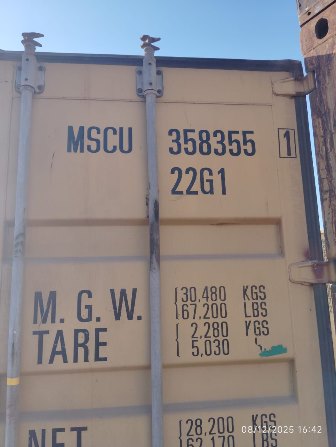 MSCU 358355 1
22G1
M.G.W. 30.480 KGS
67.200 LBS
TARE 2,280 KGS
5,030
NET 28,200 KGS
62,170 LBS
08/12/2025 16:42